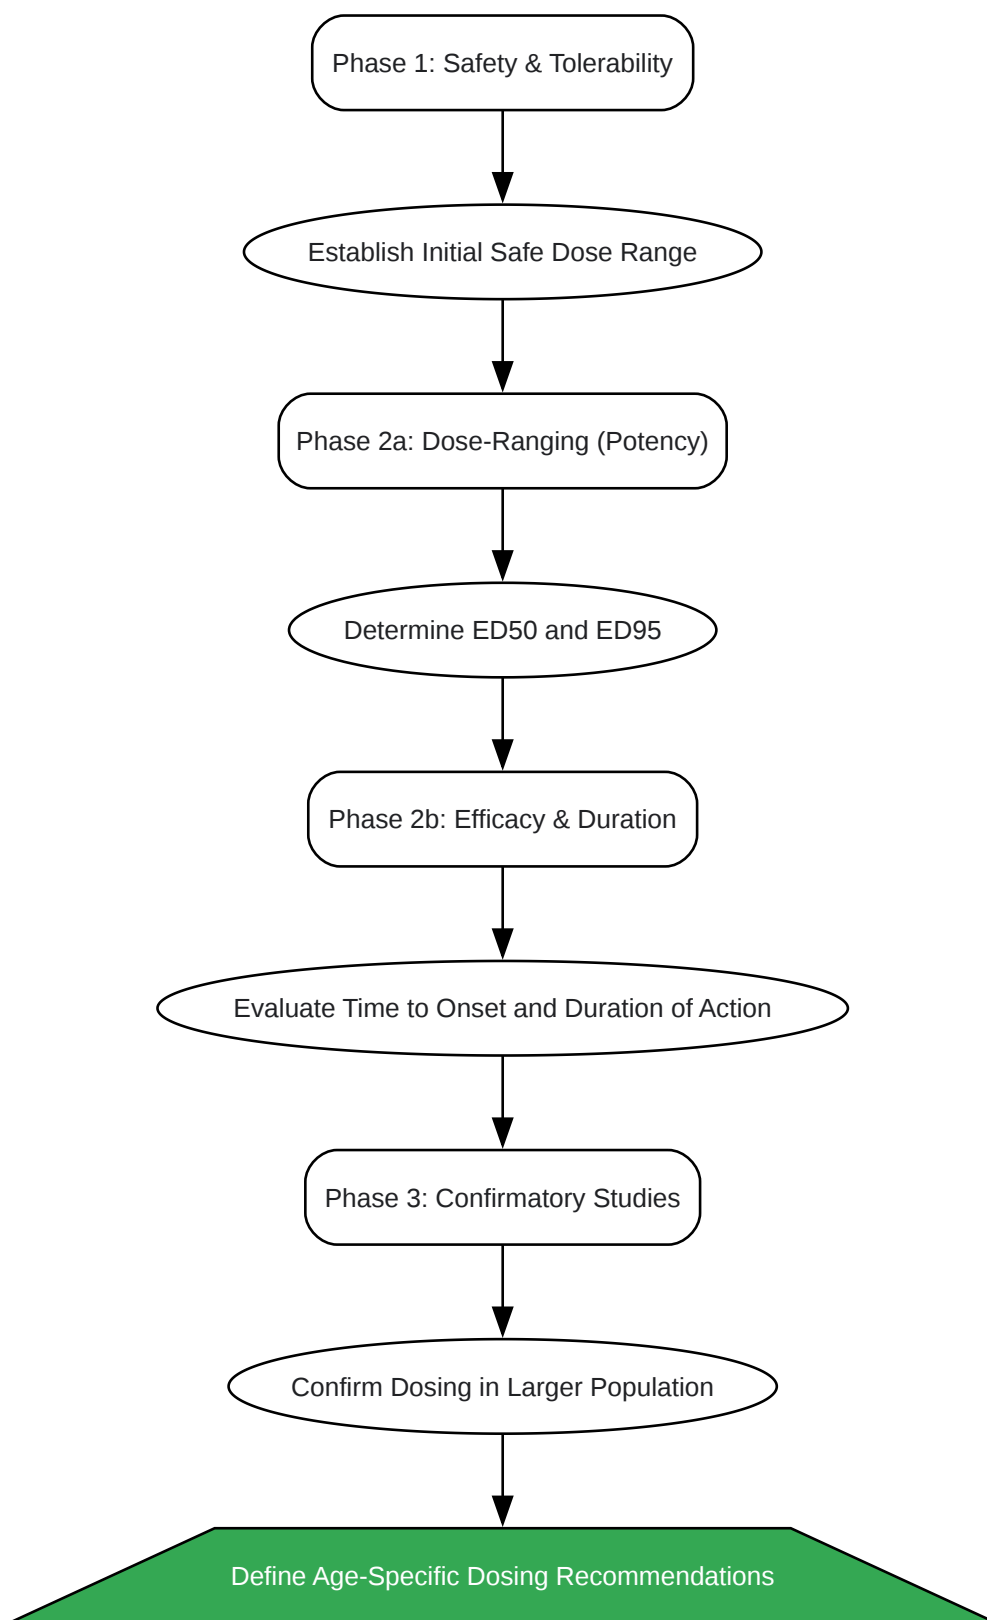 Phase 1: Safety & Tolerability
Establish Initial Safe Dose Range
Phase 2a: Dose-Ranging (Potency)
Determine ED50 and ED95
Phase 2b: Efficacy & Duration
Evaluate Time to Onset and Duration of Action
Phase 3: Confirmatory Studies
Confirm Dosing in Larger Population
Define Age-Specific Dosing Recommendations